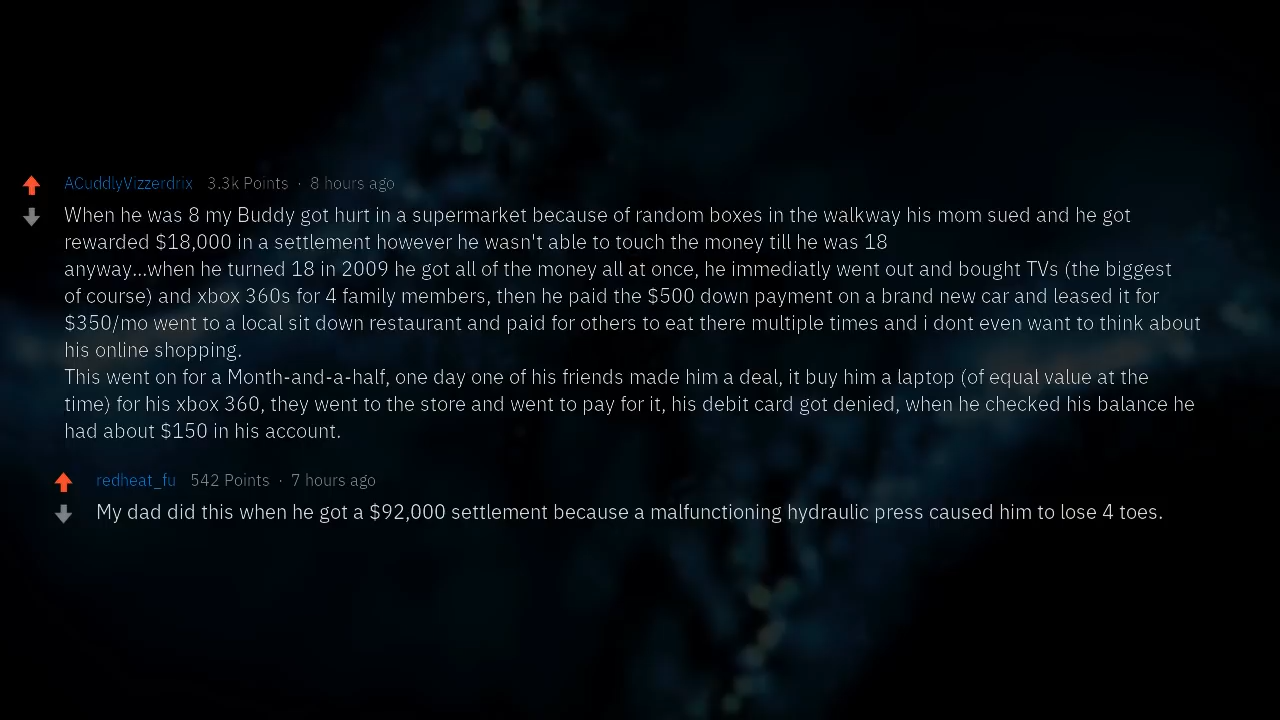 ACuddlyVizzerdrix 3.3k Points · 8 hours ago
When he was 8 my Buddy got hurt in a supermarket because of random boxes in the walkway his mom sued and he got
rewarded $18,000 in a settlement however he wasn't able to touch the money till he was 18
anyway...when he turned 18 in 2009 he got all of the money all at once, he immediatly went out and bought TVs (the biggest
of course) and xbox 360s for 4 family members, then he paid the $500 down payment on a brand new car and leased it for
$350/mo went to a local sit down restaurant and paid for others to eat there multiple times and i dont even want to think about
his online shopping.
This went on for a Month-and-a-half, one day one of his friends made him a deal, it buy him a laptop (of equal value at the
time) for his xbox 360, they went to the store and went to pay for it, his debit card got denied, when he checked his balance he
had about $150 in his account.
redheat_fu 542 Points · 7 hours ago
My dad did this when he got a $92,000 settlement because a malfunctioning hydraulic press caused him to lose 4 toes.